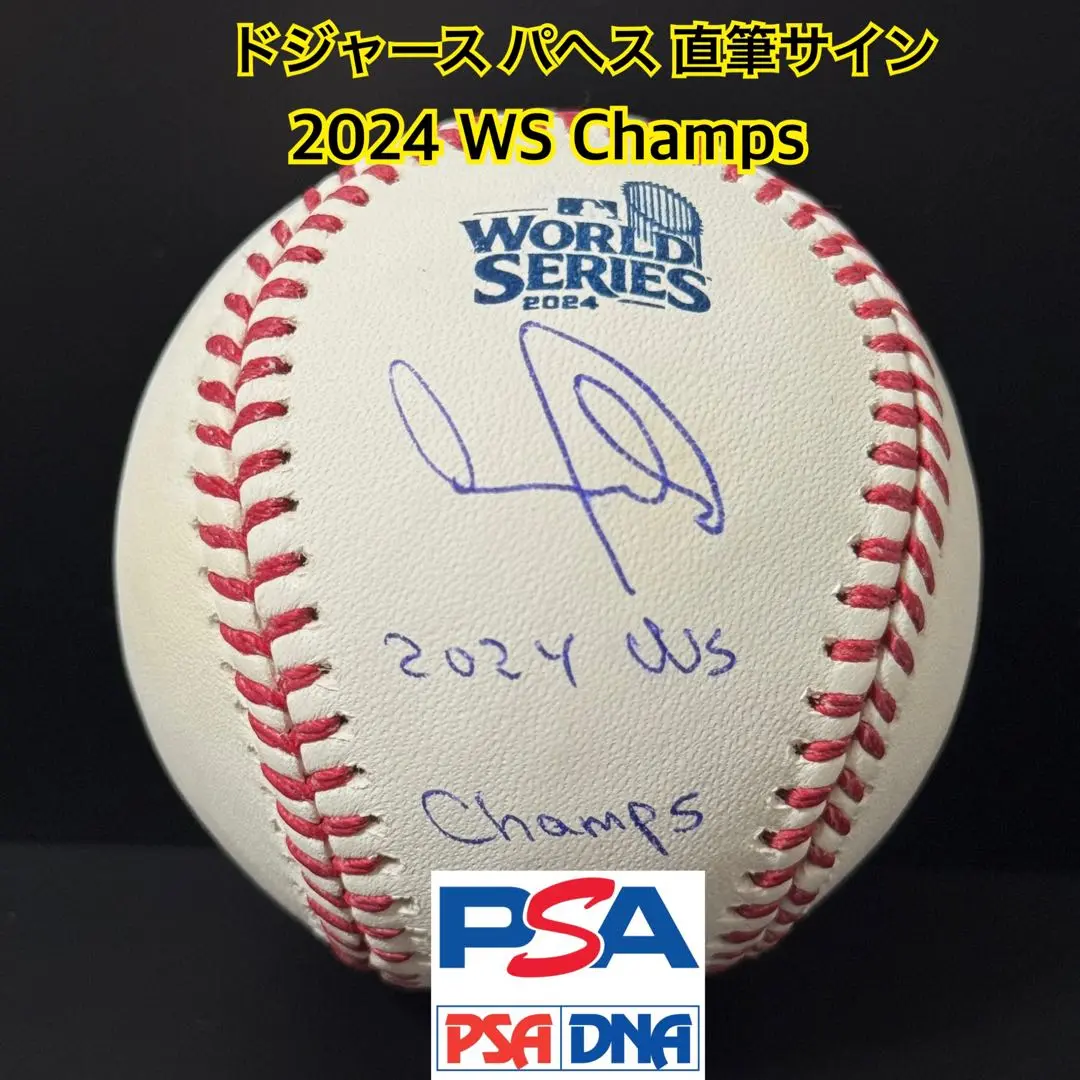 ドジャース パヘス 直筆サイン
2024 WS Champs
WORLD
SERIES
2024
2024 WS
Champs
PSA
PSA DNA